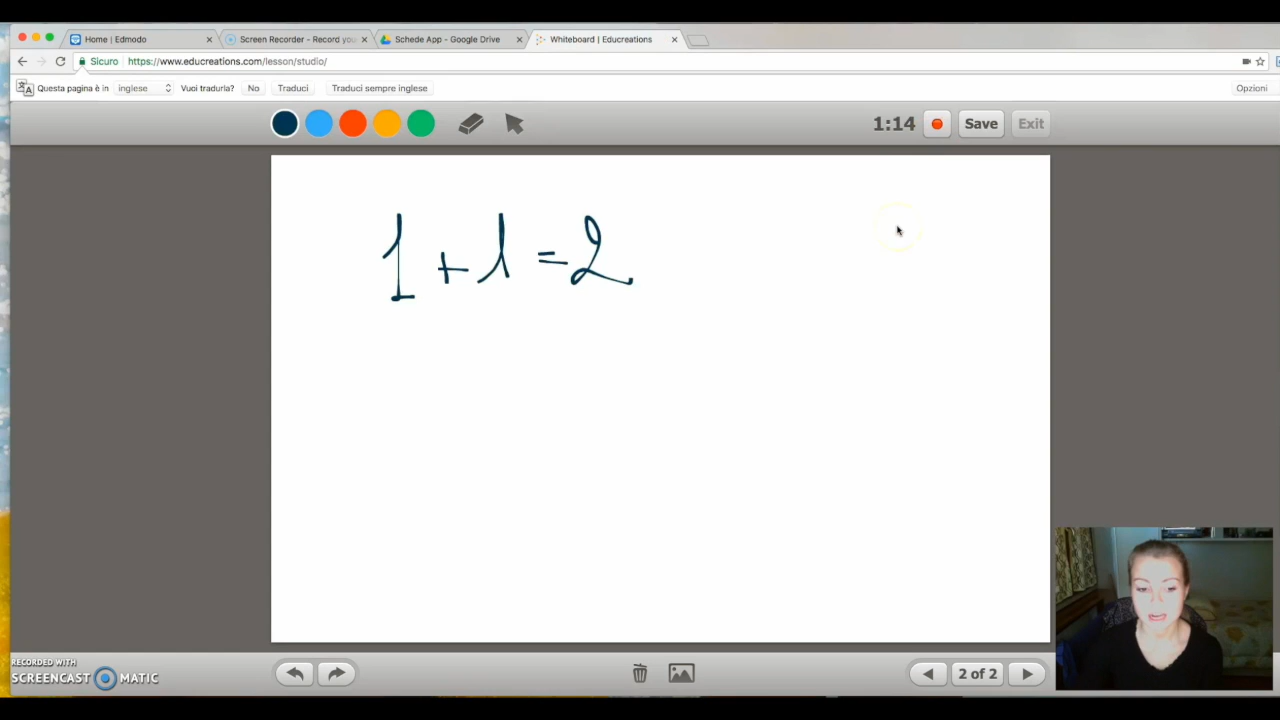 Home | Edmodo
Screen Recorder - Record you
Schede App - Google Drive
Whiteboard | Educreations
Sicuro https://www.educreations.com/lesson/studio/
Questa pagina è in inglese Vuoi tradurla? No Traduci Traduci sempre inglese Opzioni
1:14 Save Exit
1 + 1 = 2
RECORDED WITH
SCREENCAST MATIC
2 of 2